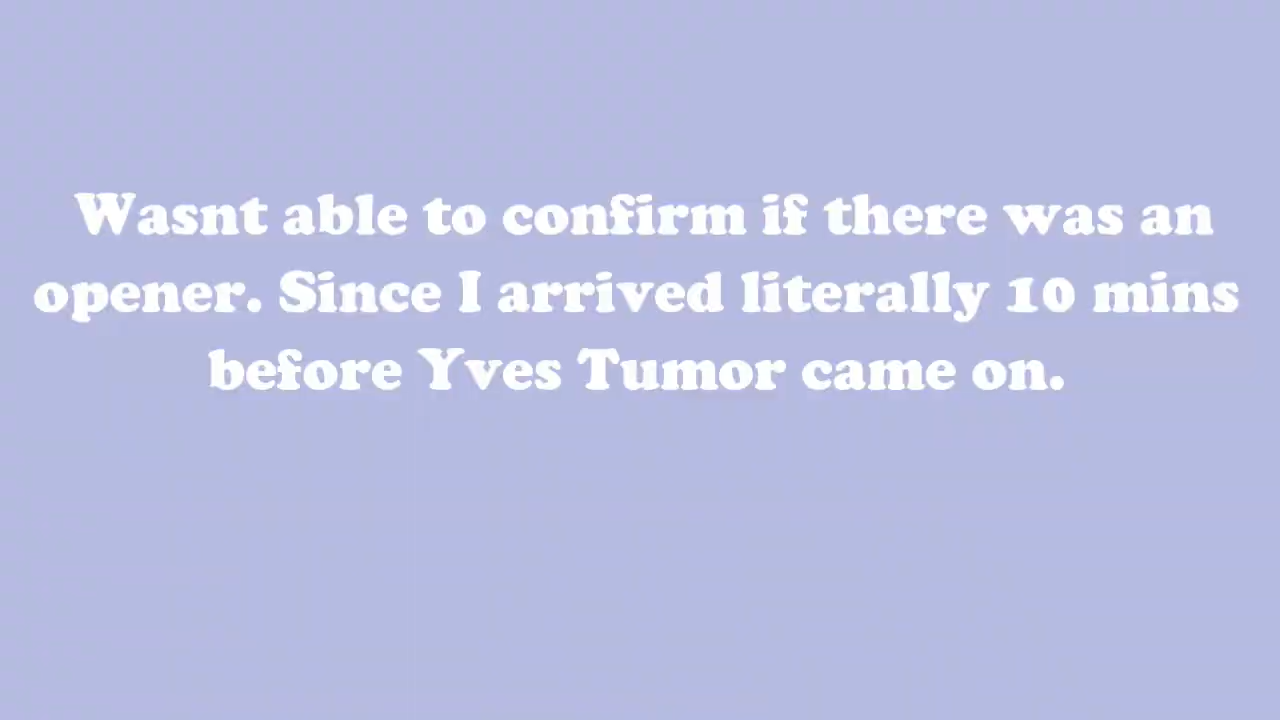 Wasnt able to confirm if there was an
opener. Since I arrived literally 10 mins
before Yves Tumor came on.